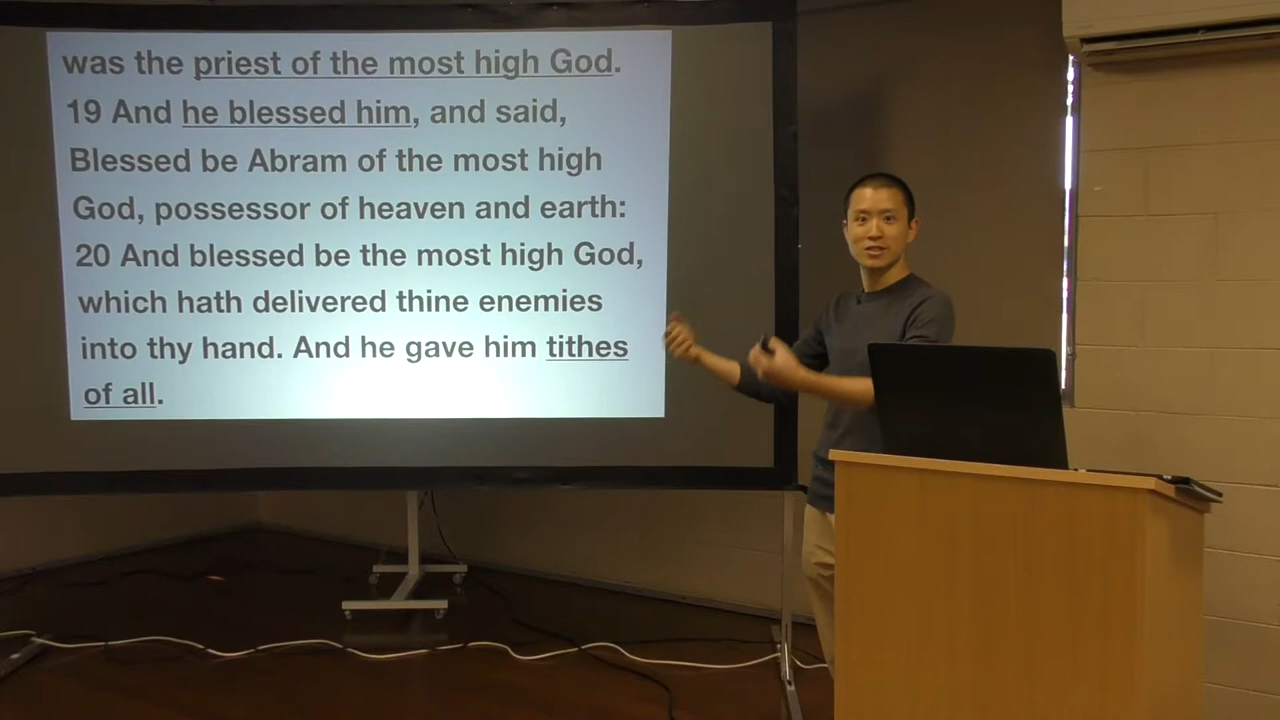 was the priest of the most high God.
19 And he blessed him, and said,
Blessed be Abram of the most high
God, possessor of heaven and earth:
20 And blessed be the most high God,
which hath delivered thine enemies
into thy hand. And he gave him tithes
of all.